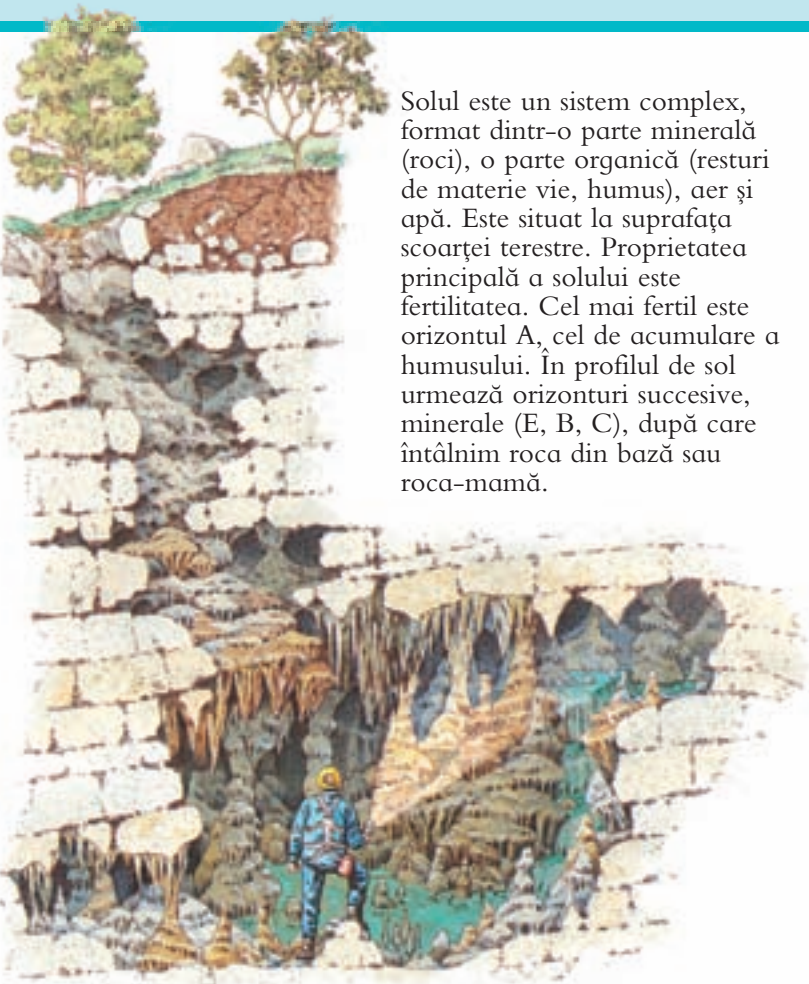 Solul este un sistem complex,
format dintr-o parte minerală
(roci), o parte organică (resturi
de materie vie, humus), aer şi
apă. Este situat la suprafaţa
scoarţei terestre. Proprietatea
principală a solului este
fertilitatea. Cel mai fertil este
orizontul A, cel de acumulare a
humusului. În profilul de sol
urmează orizonturi succesive,
minerale (E, B, C), după care
întâlnim roca din bază sau
roca-mamă.